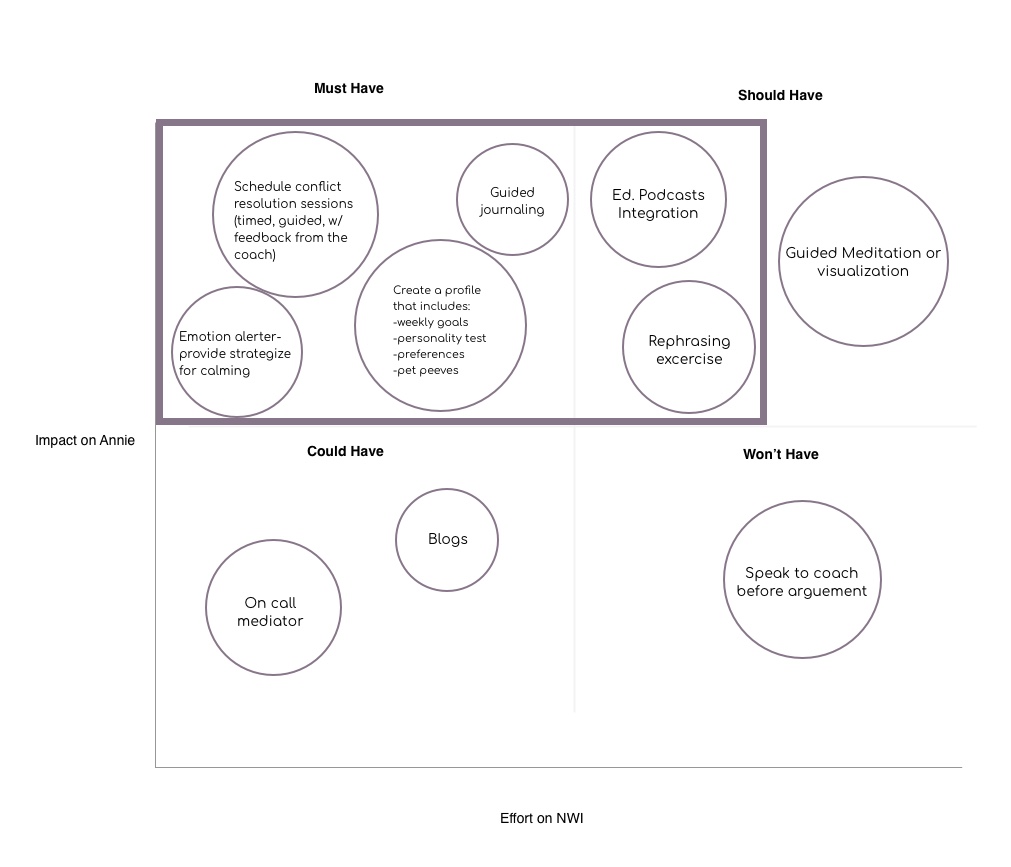 Must Have
Should Have
Schedule conflict
resolution sessions
(timed, guided, w/
feedback from the
coach)
Guided
journaling
Ed. Podcasts
Integration
Guided Meditation or
visualization
Emotion alerter-
provide strategize
for calming
Create a profile
that includes:
-weekly goals
-personality test
-preferences
-pet peeves
Rephrasing
excercise
Impact on Annie
Could Have
Won't Have
Blogs
On call
mediator
Speak to coach
before arguement
Effort on NWI